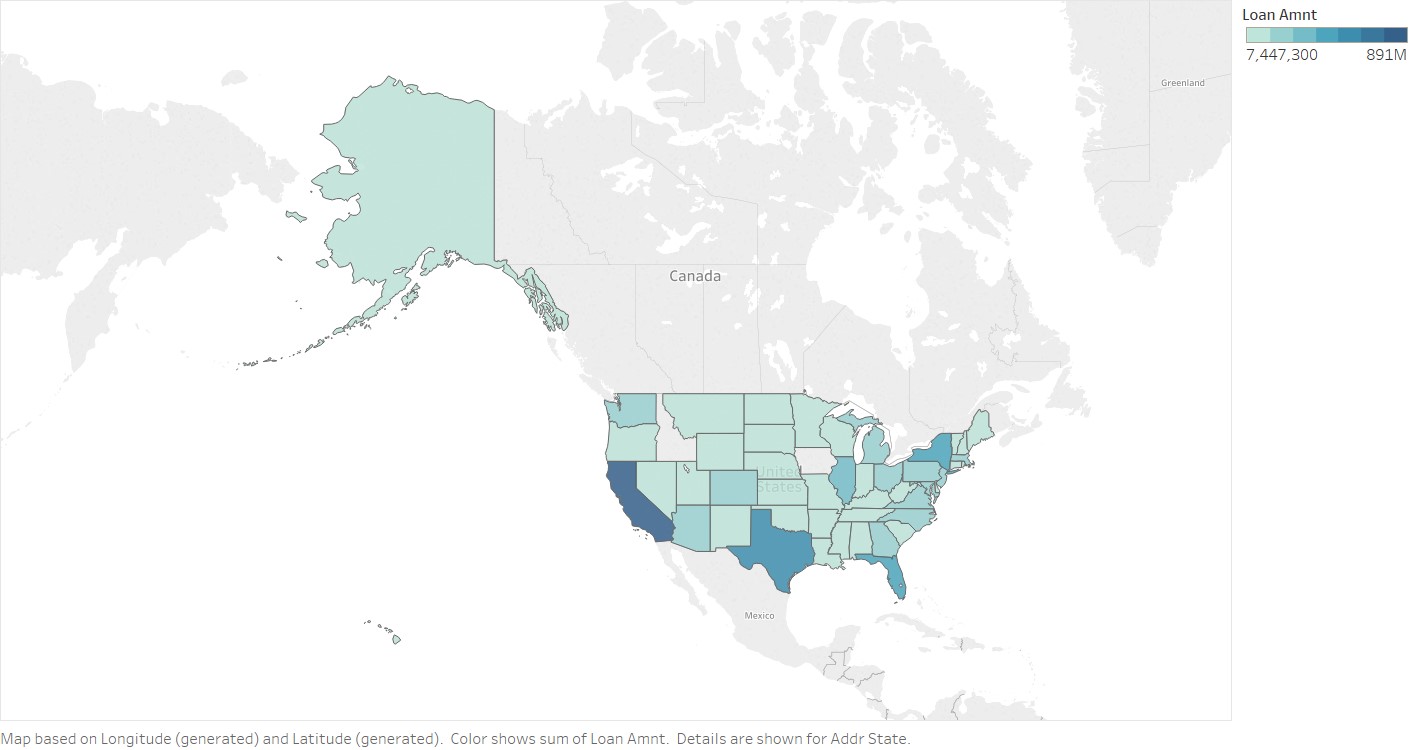 Loan Amnt
7,447,300 891M
Greenland
Canada
United
States
Mexico
Map based on Longitude (generated) and Latitude (generated). Color shows sum of Loan Amnt. Details are shown for Addr State.